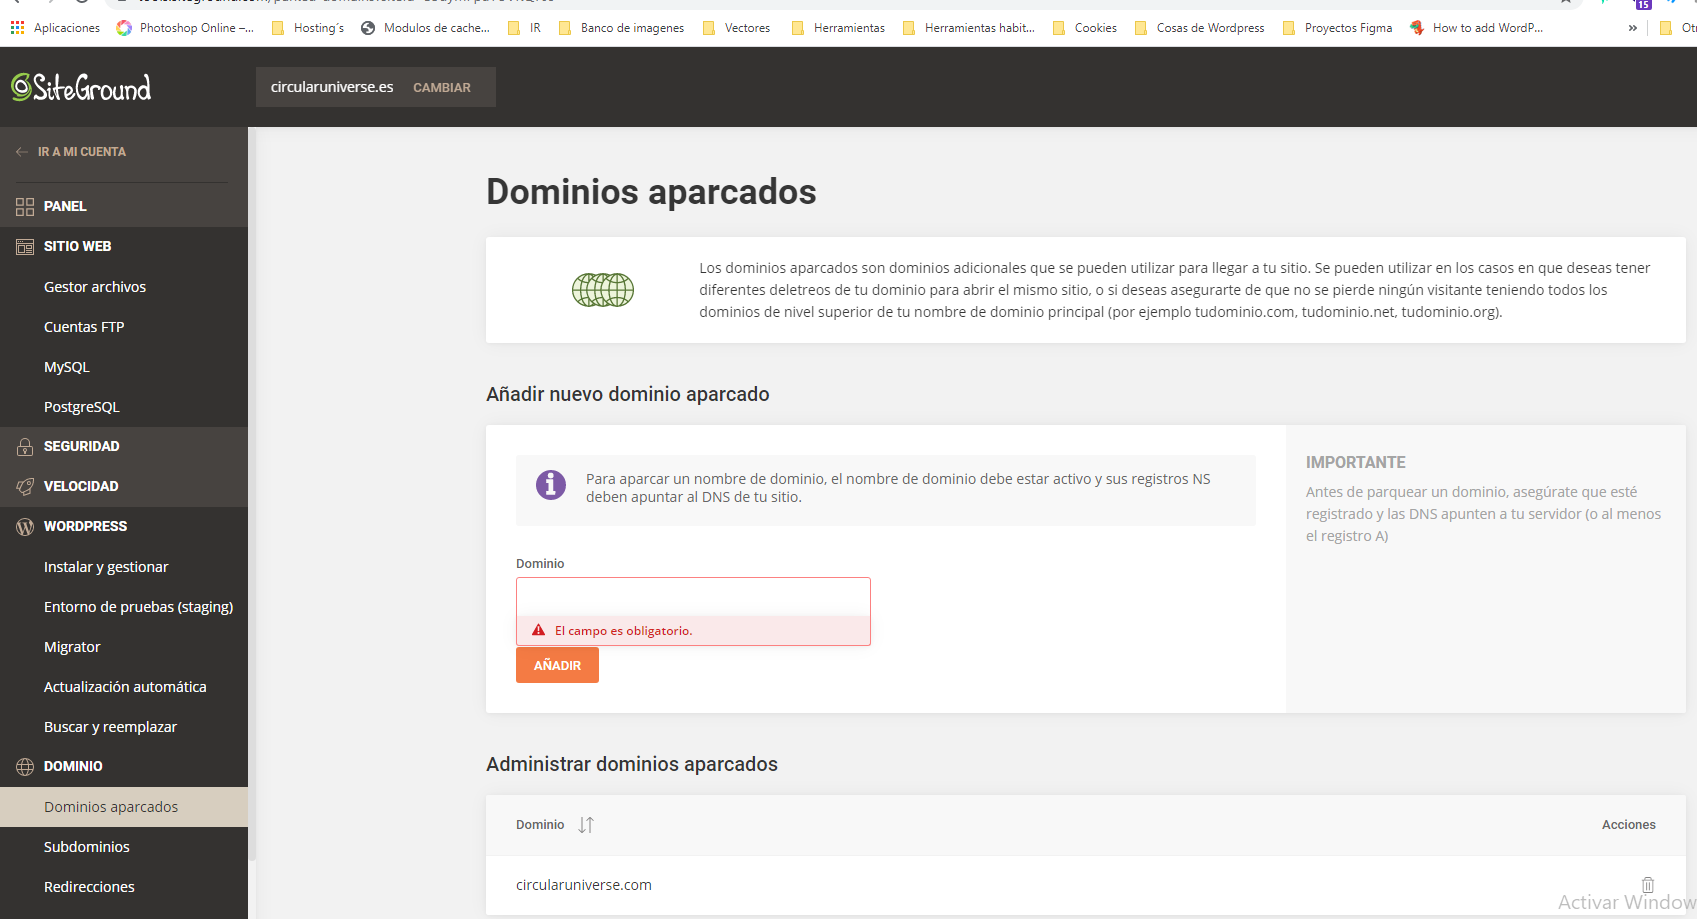 15
Aplicaciones
Photoshop Online –...
Hosting´s
Modulos de cache...
IR
Banco de imagenes
Vectores
Herramientas
Herramientas habit...
Cookies
Cosas de Wordpress
Proyectos Figma
How to add WordP...
»
SiteGround
circularuniverse.es CAMBIAR
IR A MI CUENTA
PANEL
SITIO WEB
Gestor archivos
Cuentas FTP
MySQL
PostgreSQL
SEGURIDAD
VELOCIDAD
WORDPRESS
Instalar y gestionar
Entorno de pruebas (staging)
Migrator
Actualización automática
Buscar y reemplazar
DOMINIO
Dominios aparcados
Subdominios
Redirecciones
Dominios aparcados
Los dominios aparcados son dominios adicionales que se pueden utilizar para llegar a tu sitio. Se pueden utilizar en los casos en que deseas tener
diferentes deletreos de tu dominio para abrir el mismo sitio, o si deseas asegurarte de que no se pierde ningún visitante teniendo todos los
dominios de nivel superior de tu nombre de dominio principal (por ejemplo tudominio.com, tudominio.net, tudominio.org).
Añadir nuevo dominio aparcado
Para aparcar un nombre de dominio, el nombre de dominio debe estar activo y sus registros NS
deben apuntar al DNS de tu sitio.
Dominio
El campo es obligatorio.
AÑADIR
IMPORTANTE
Antes de parquear un dominio, asegúrate que esté
registrado y las DNS apunten a tu servidor (o al menos
el registro A)
Administrar dominios aparcados
Dominio
Acciones
circularuniverse.com
Activar Window